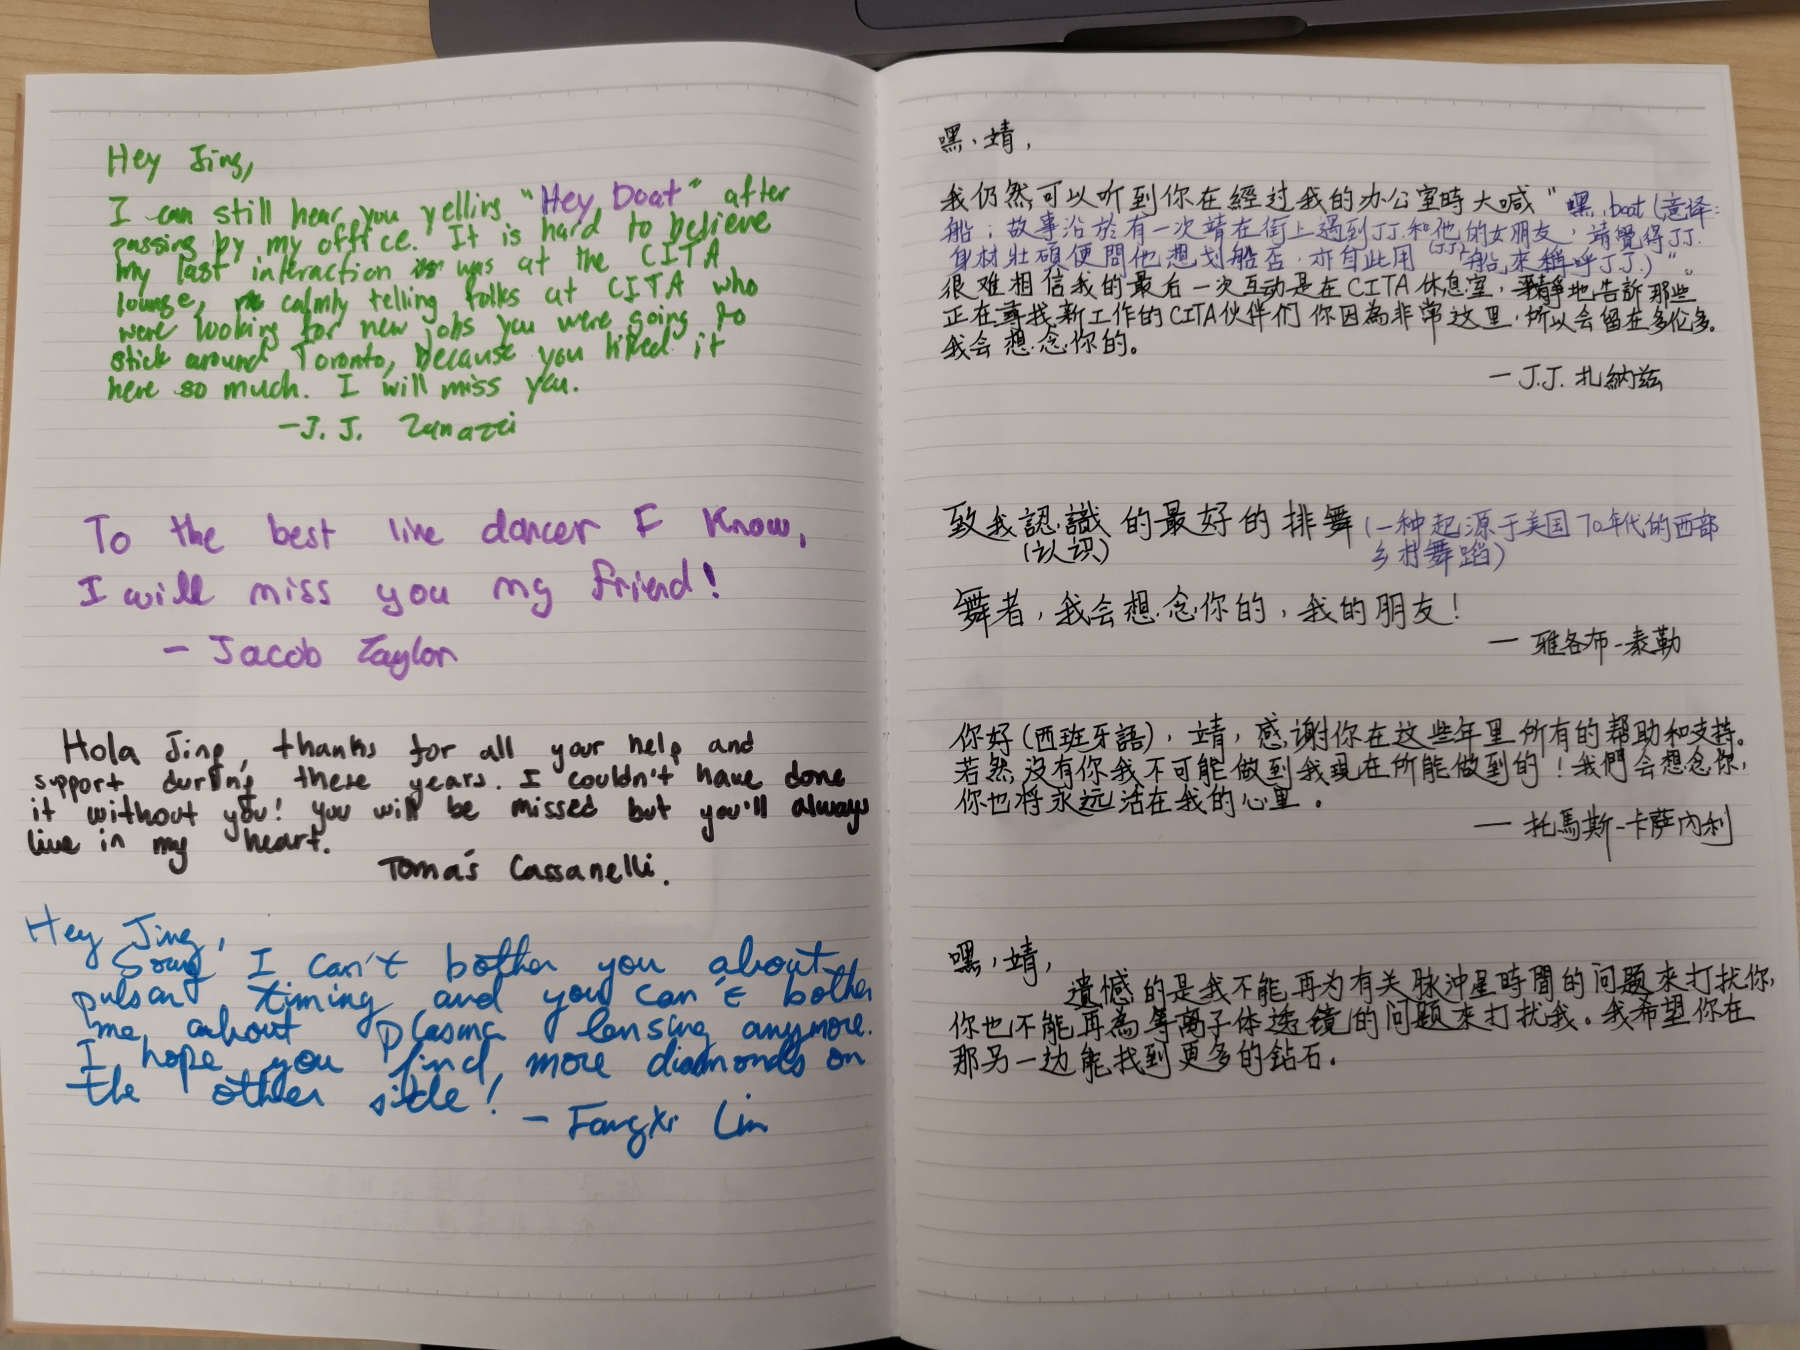 Hey Jing,
I can still hear you yelling "Hey Boat" after
passing by my office. It is hard to believe
my last interaction was at the CITA
lounge, calmly telling folks at CITA who
were looking for new jobs you were going to
stick around Toronto, because you liked it
here so much. I will miss you.
-J. J. Zanazzi
To the best line dancer I know,
I will miss you my friend!
- Jacob Taylor
Hola Jing, thanks for all your help and
support during these years. I couldn't have done
it without you! you will be missed but you'll always
live in my heart.
Tomás Cassanelli.
Hey Jing,
Sorry I can't bother you about
pulsar timing and you can't bother
me about plasma lensing anymore.
I hope you find more diamonds on
the other side!
- FangXi Lin
嘿,靖,
我仍然可以听到你在經过我的办公室時大喊"嘿,boat(意译:
船;故事沿於有一次靖在街上遇到J.J.和他的女朋友,靖覺得J.J.
身材壯碩便問他想划船否,亦自此用(J.J.)船來稱呼J.J.)"。
很难相信我的最后一次互动是在CITA休息室,靜地告訴那些
正在尋找新工作的CITA伙伴们你因為非常这里,所以会留在多伦多。
我会想念你的。
— J.J. 扎納兹
致我認識的最好的排舞(一种起源于美国70年代的西部
(认识) 乡村舞蹈)
舞者,我会想念你的,我的朋友!
— 雅各布-泰勒
你好(西班牙語),靖,感谢你在这些年里所有的帮助和支持。
若然没有你我不可能做到我現在所能做到的!我們会想念你,
你也将永远活在我的心里。
— 托馬斯-卡萨內利
嘿,靖,
遺憾的是我不能再为有关脉冲星時間的问题來打扰你,
你也不能再為等离子体透镜的问题來打扰我。我希望你在
那另一边能找到更多的鉆石。